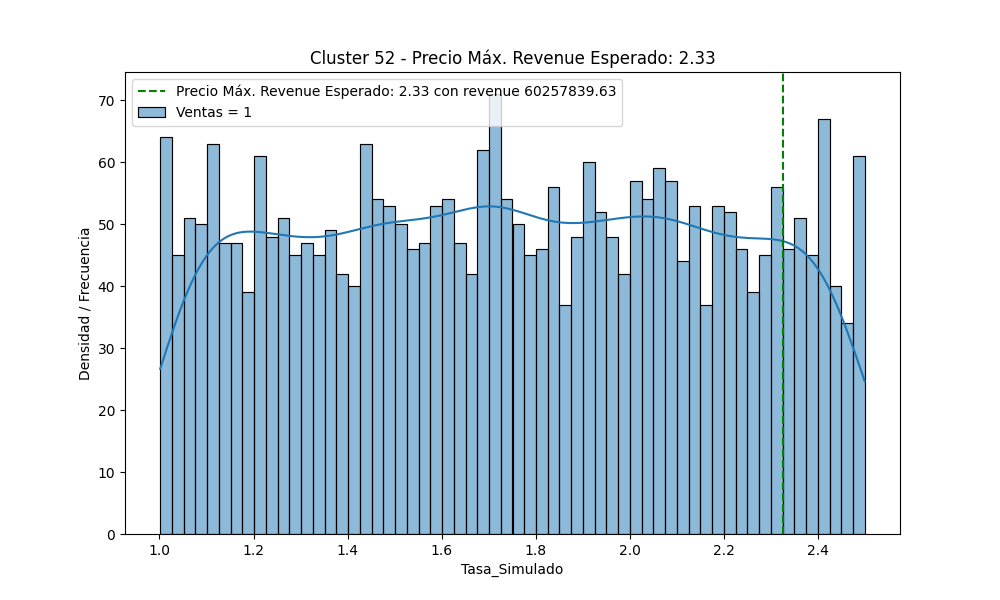 Cluster 52 - Precio Máx. Revenue Esperado: 2.33
Precio Máx. Revenue Esperado: 2.33 con revenue 60257839.63
Ventas = 1
70
60
50
40
30
20
10
0
Densidad / Frecuencia
1.0 1.2 1.4 1.6 1.8 2.0 2.2 2.4
Tasa_Simulado